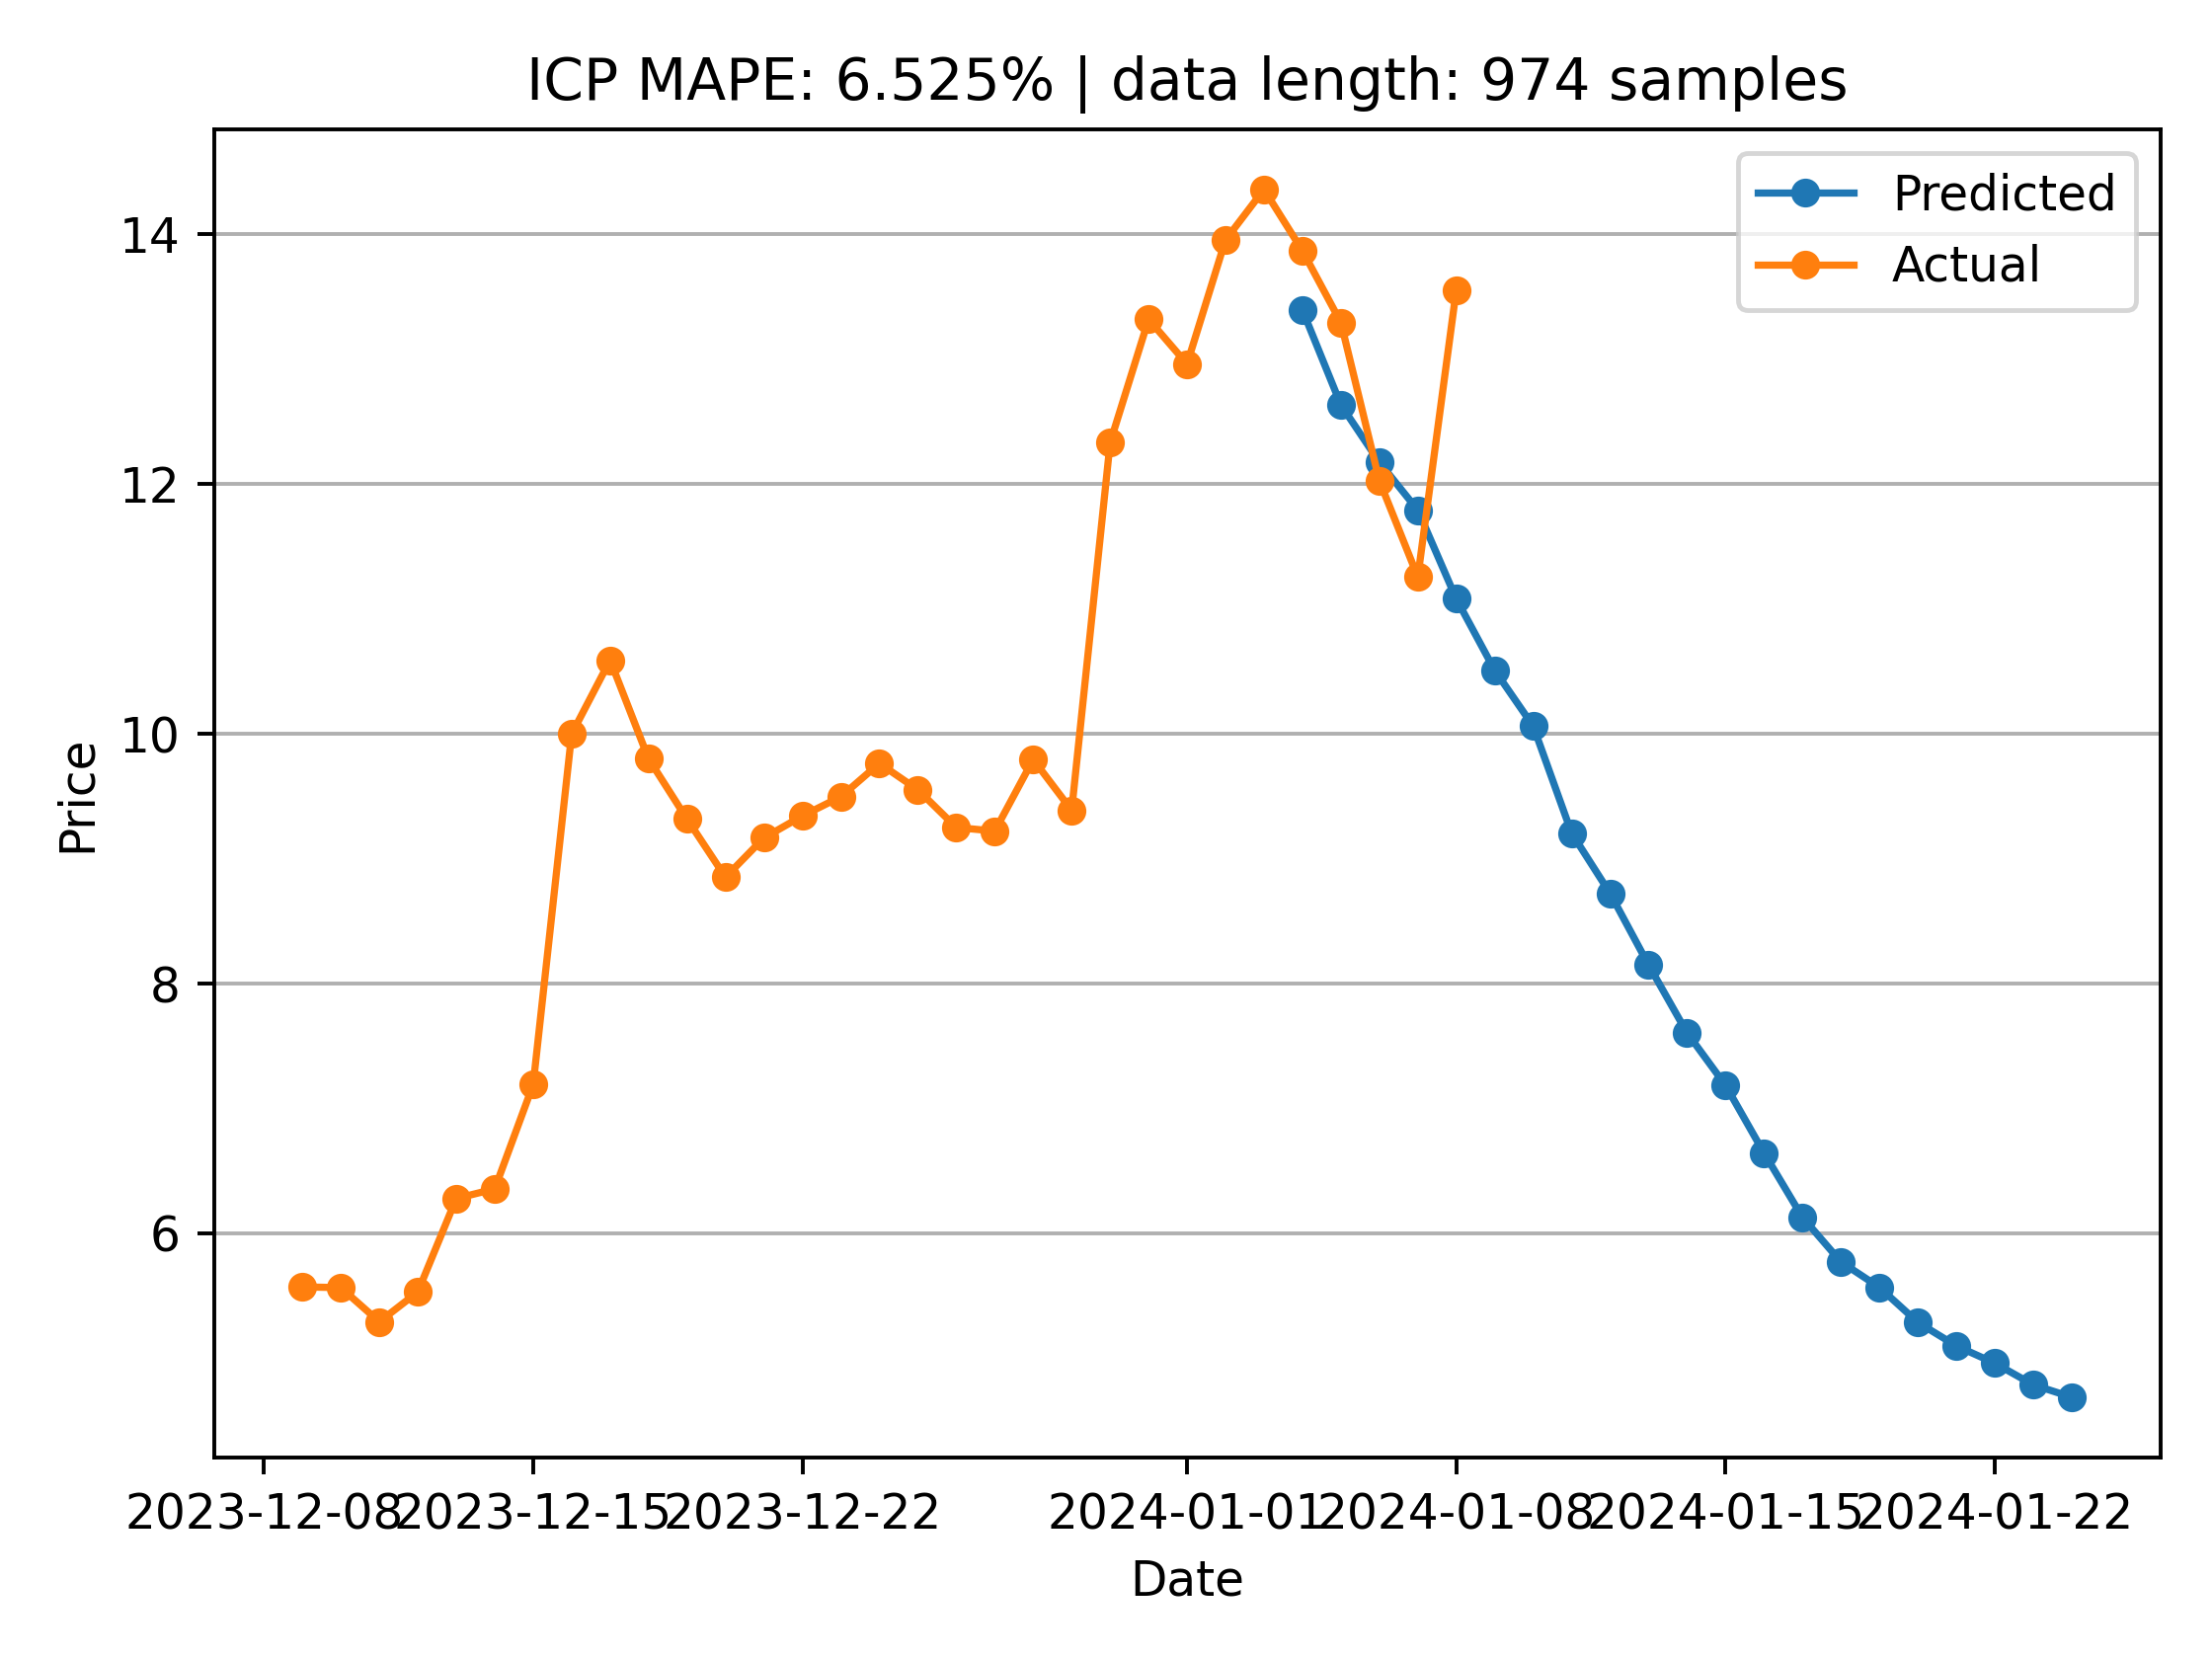 ICP MAPE: 6.525% | data length: 974 samples
Predicted
Actual
14
12
10
8
6
Price
2023-12-08 2023-12-15 2023-12-22 2024-01-01 2024-01-08 2024-01-15 2024-01-22
Date